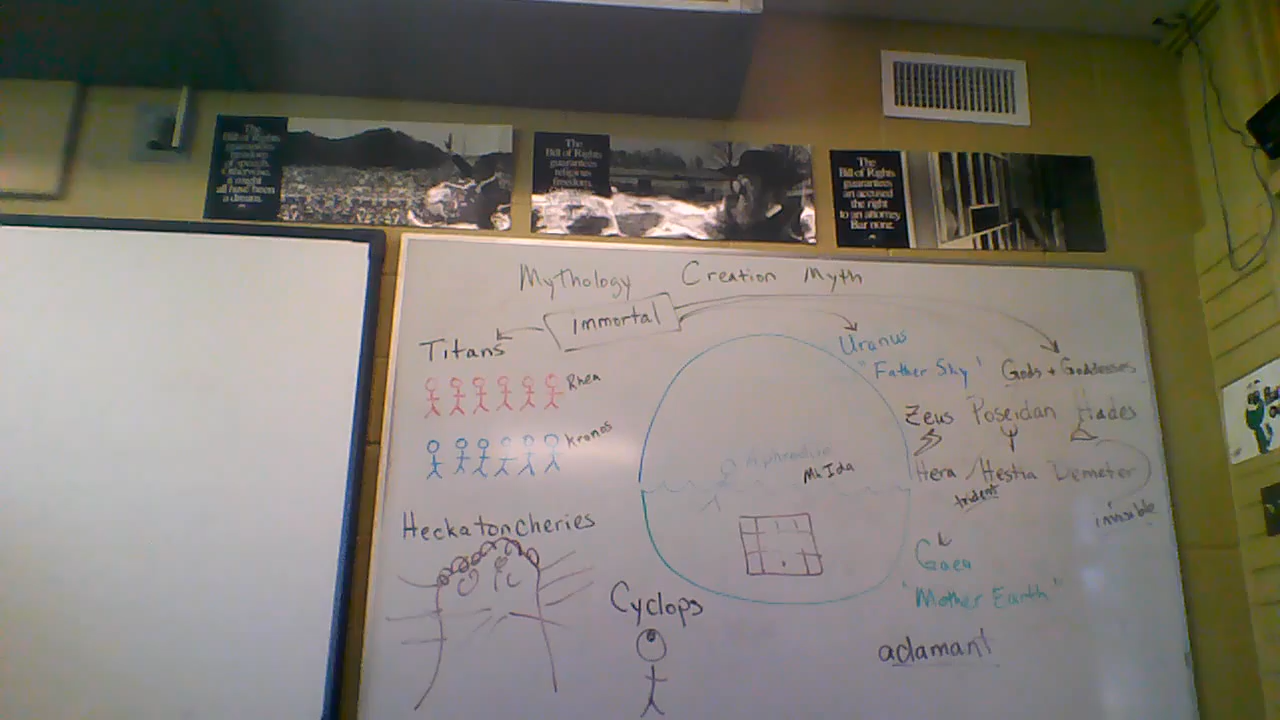 The
Bill of Rights
guarantees
freedom
of speech.
Otherwise,
it might
all have been
a dream.
The
Bill of Rights
guarantees
religious
freedom.
The
Bill of Rights
guarantees
an accused
the right
to an attorney
Bar none.
Mythology Creation Myth
immortal
Titans
Rhea
Kronos
Heckatoncheries
Cyclops
Uranus
"Father Sky"
Gods + Goddesses
Zeus Poseidan Hades
Hera Hestia Demeter
trident
invisible
Aphrodite
Mt. Ida
Gaea
"Mother Earth"
adamant